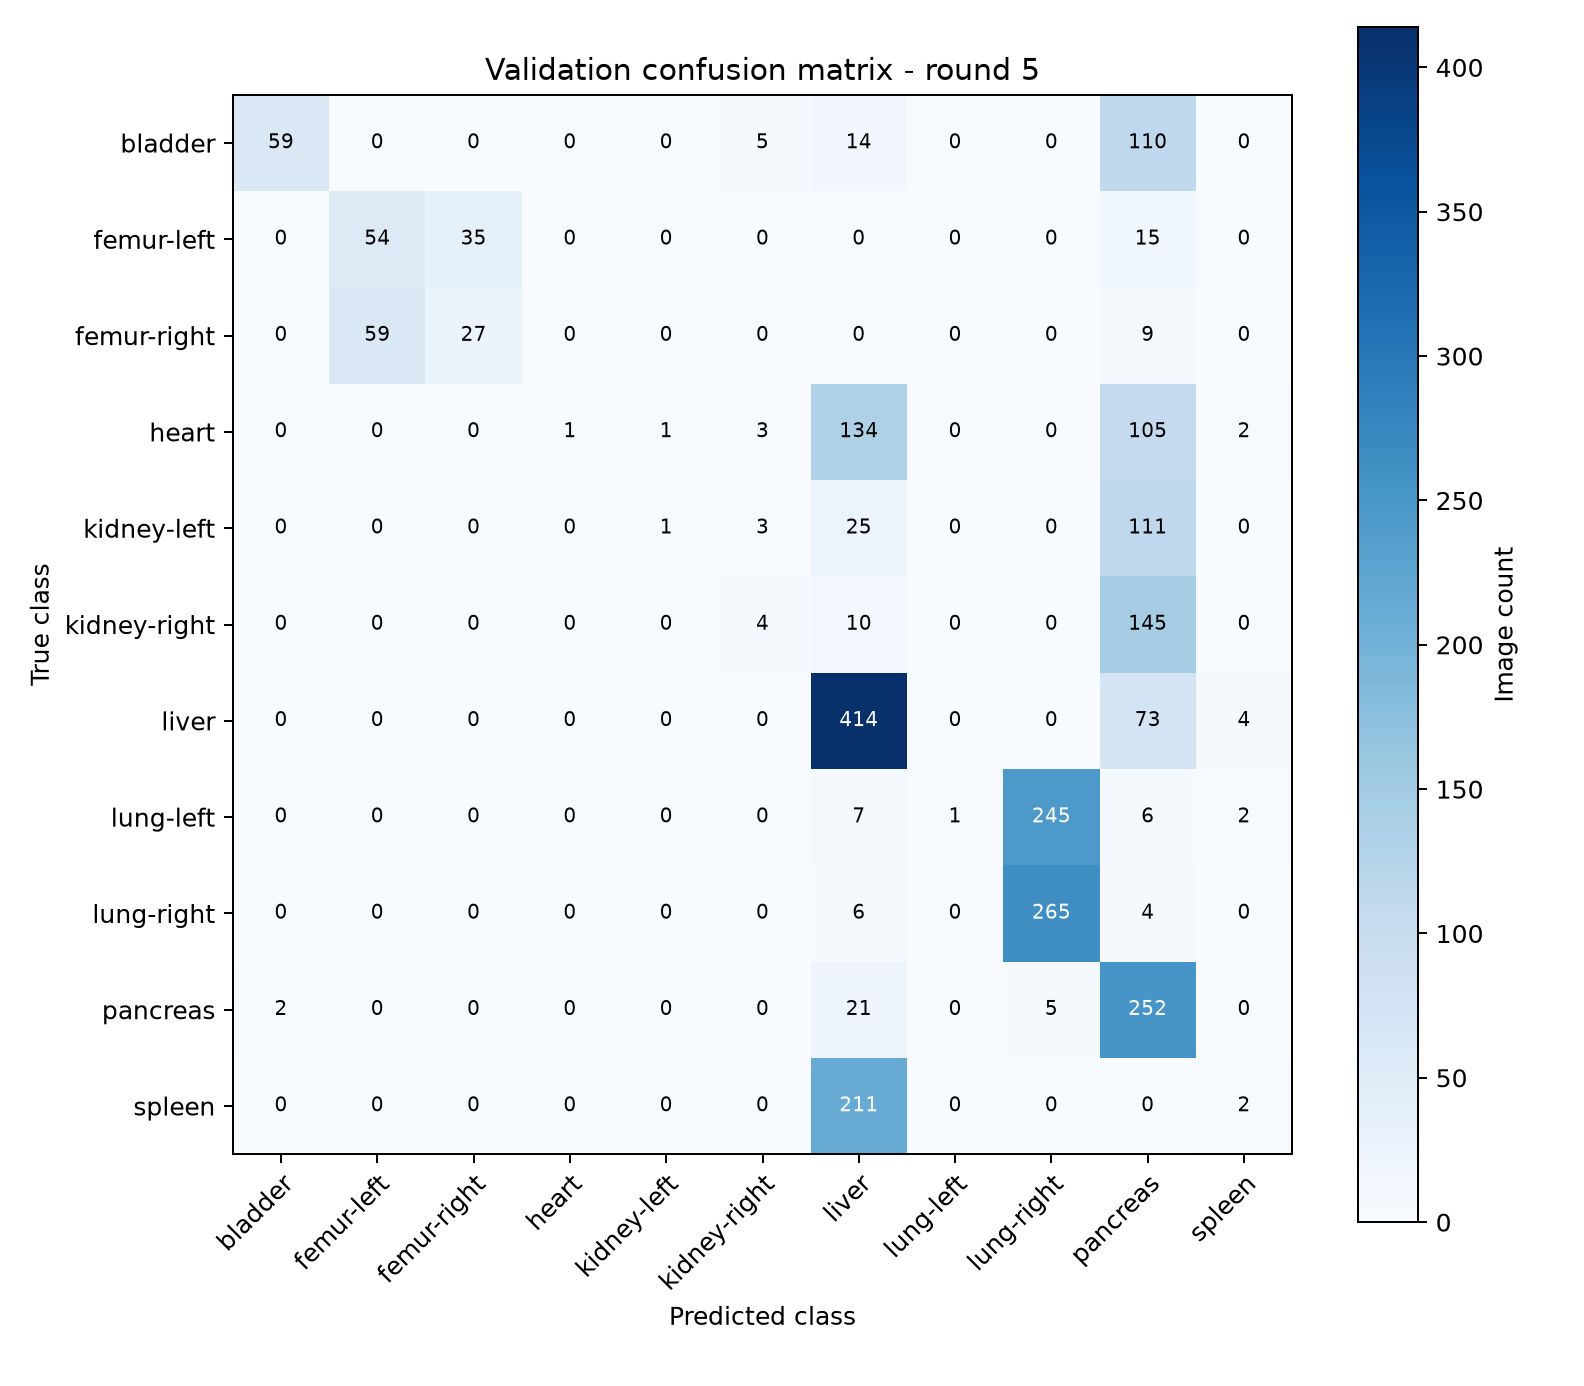 Validation confusion matrix - round 5
bladder 59 0 0 0 0 5 14 0 0 110 0
femur-left 0 54 35 0 0 0 0 0 0 15 0
femur-right 0 59 27 0 0 0 0 0 0 9 0
heart 0 0 0 1 1 3 134 0 0 105 2
kidney-left 0 0 0 0 1 3 25 0 0 111 0
kidney-right 0 0 0 0 0 4 10 0 0 145 0
liver 0 0 0 0 0 0 414 0 0 73 4
lung-left 0 0 0 0 0 0 7 1 245 6 2
lung-right 0 0 0 0 0 0 6 0 265 4 0
pancreas 2 0 0 0 0 0 21 0 5 252 0
spleen 0 0 0 0 0 0 211 0 0 0 2
bladder femur-left femur-right heart kidney-left kidney-right liver lung-left lung-right pancreas spleen
Predicted class
True class
400
350
300
250
200
150
100
50
0
Image count